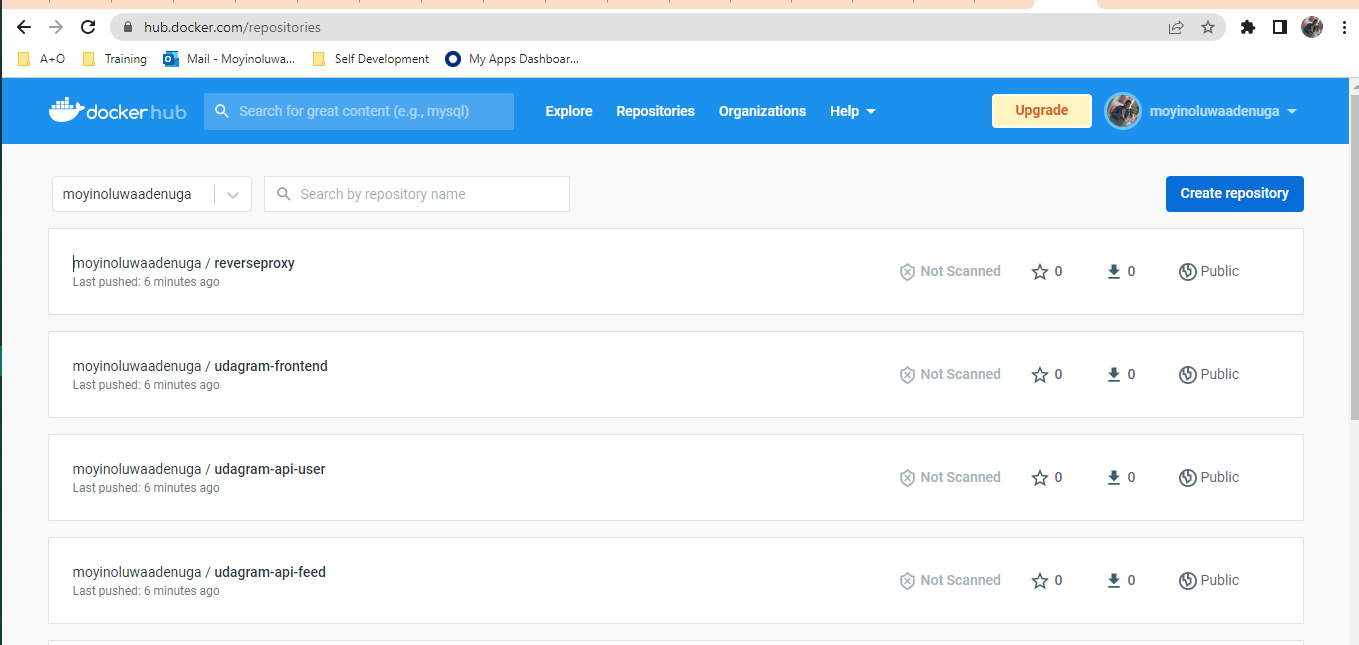 hub.docker.com/repositories
A+O Training Mail - Moyinoluwa... Self Development My Apps Dashboar...
docker hub Search for great content (e.g., mysql) Explore Repositories Organizations Help Upgrade moyinoluwaadenuga
moyinoluwaadenuga Search by repository name Create repository
moyinoluwaadenuga / reverseproxy
Last pushed: 6 minutes ago
Not Scanned 0 0 Public
moyinoluwaadenuga / udagram-frontend
Last pushed: 6 minutes ago
Not Scanned 0 0 Public
moyinoluwaadenuga / udagram-api-user
Last pushed: 6 minutes ago
Not Scanned 0 0 Public
moyinoluwaadenuga / udagram-api-feed
Last pushed: 6 minutes ago
Not Scanned 0 0 Public